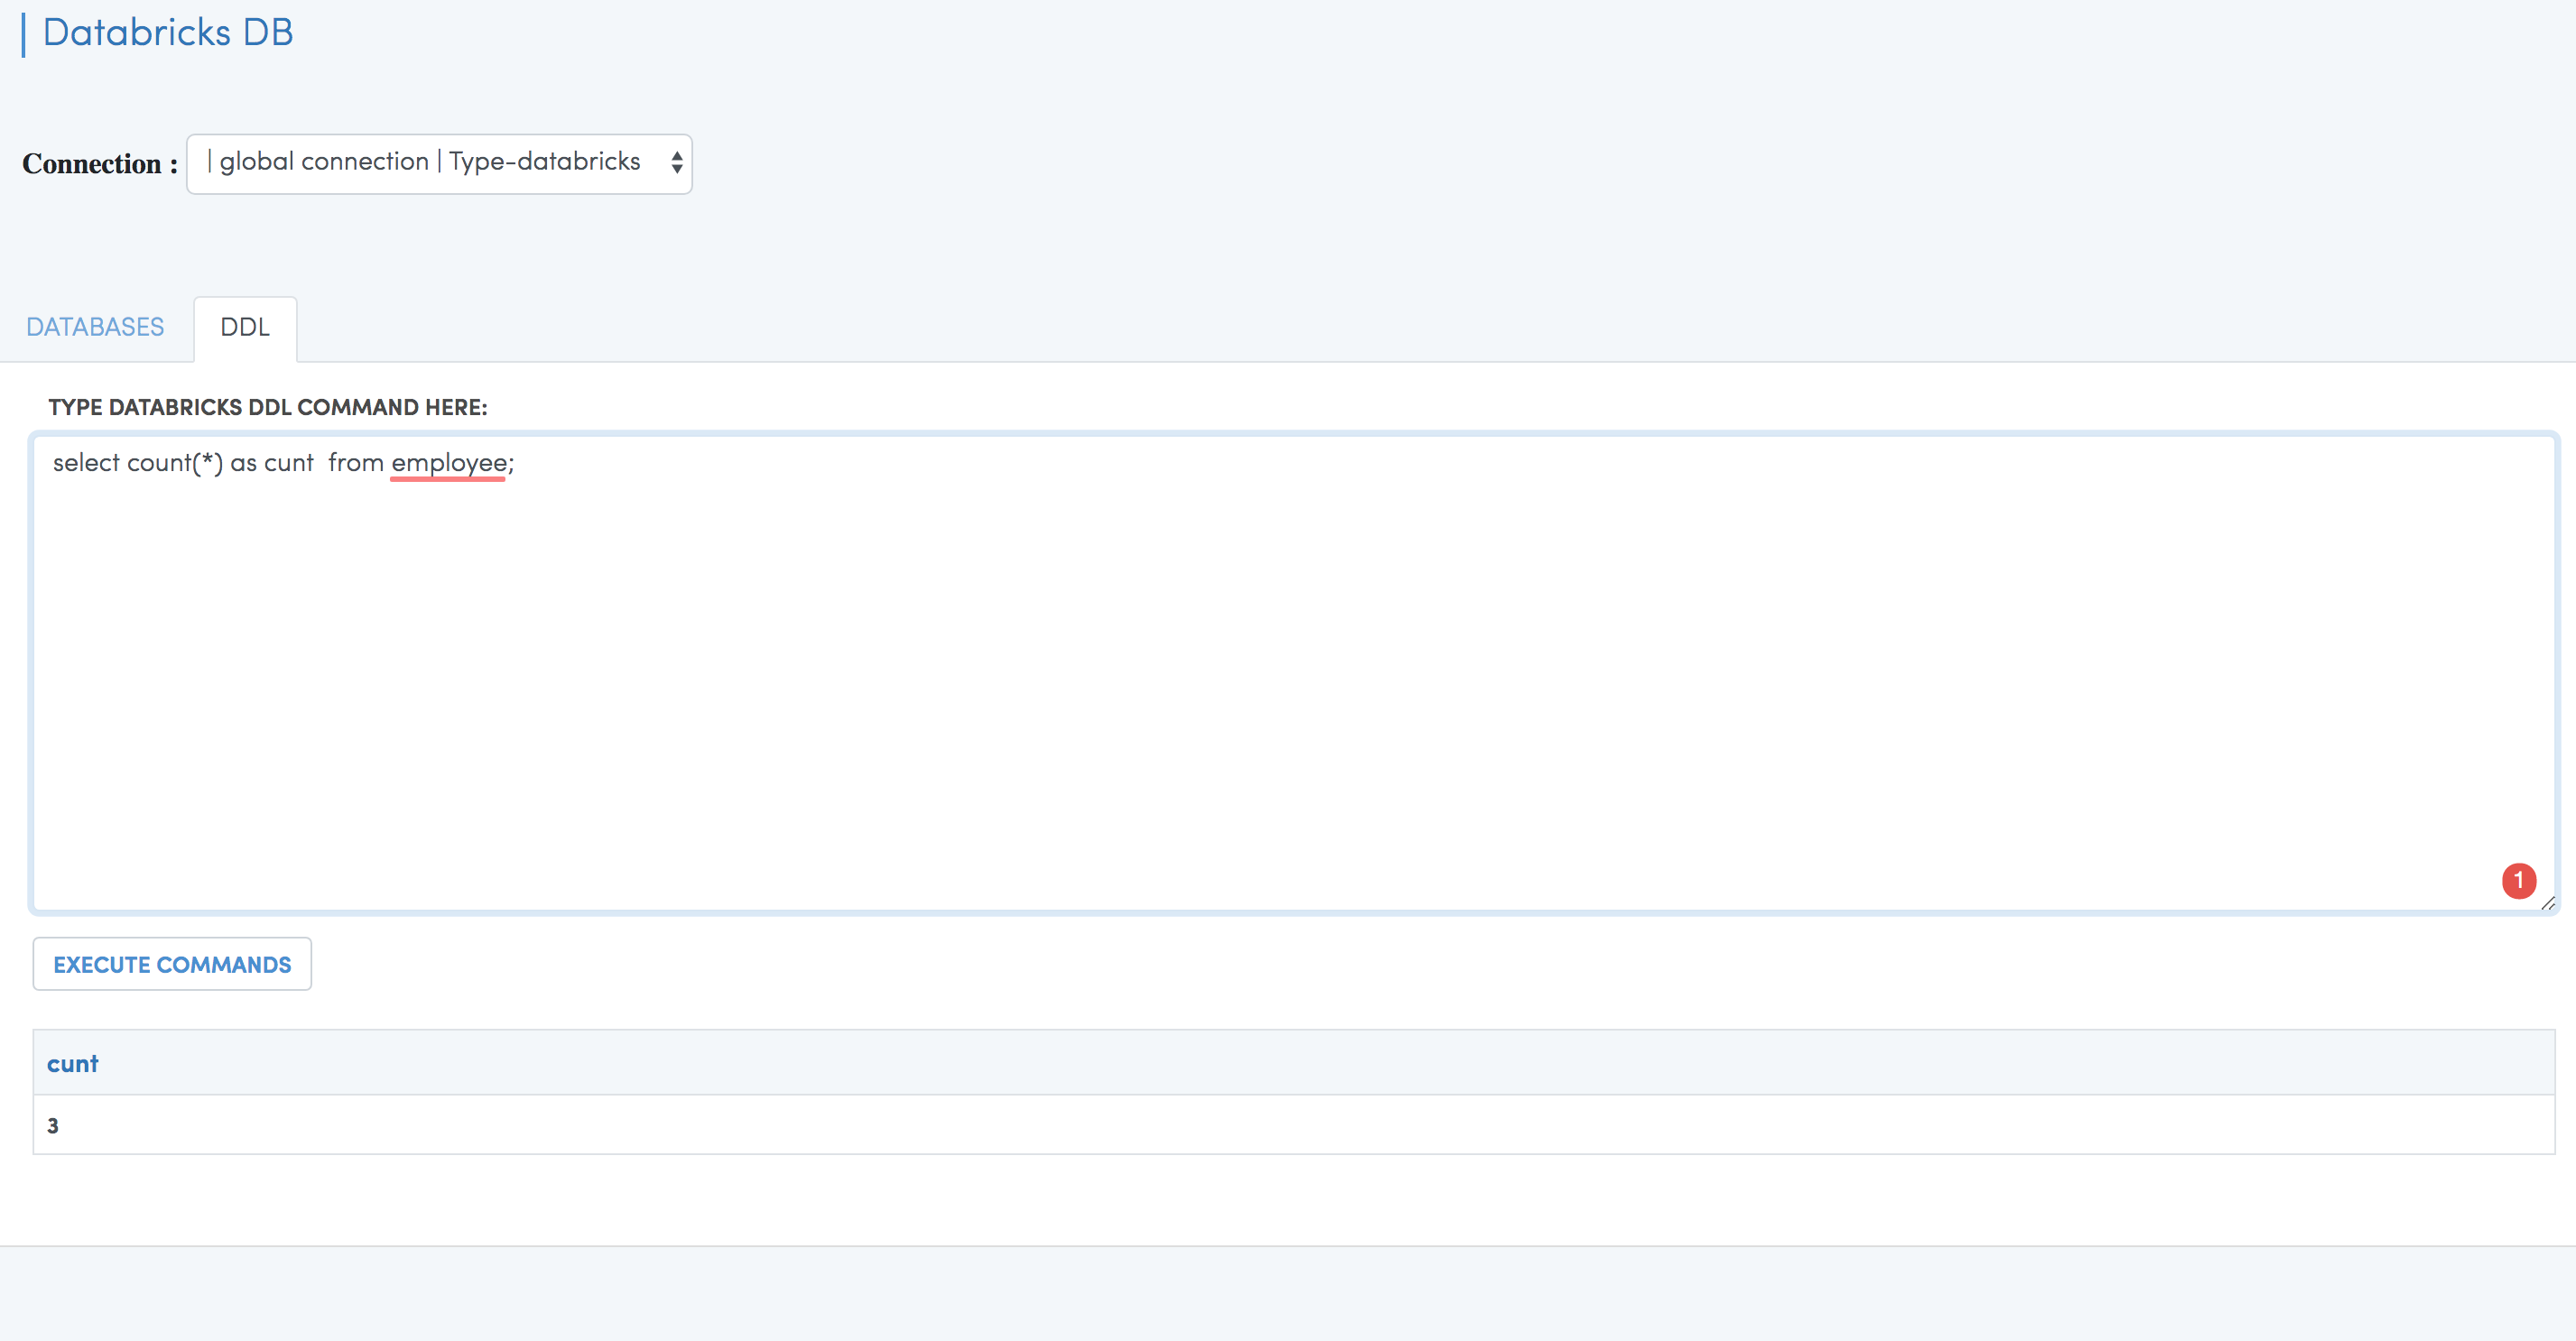 Databricks DB
Connection : | global connection | Type-databricks
DATABASES DDL
TYPE DATABRICKS DDL COMMAND HERE:
select count(*) as cunt  from employee;
1
EXECUTE COMMANDS
cunt
3